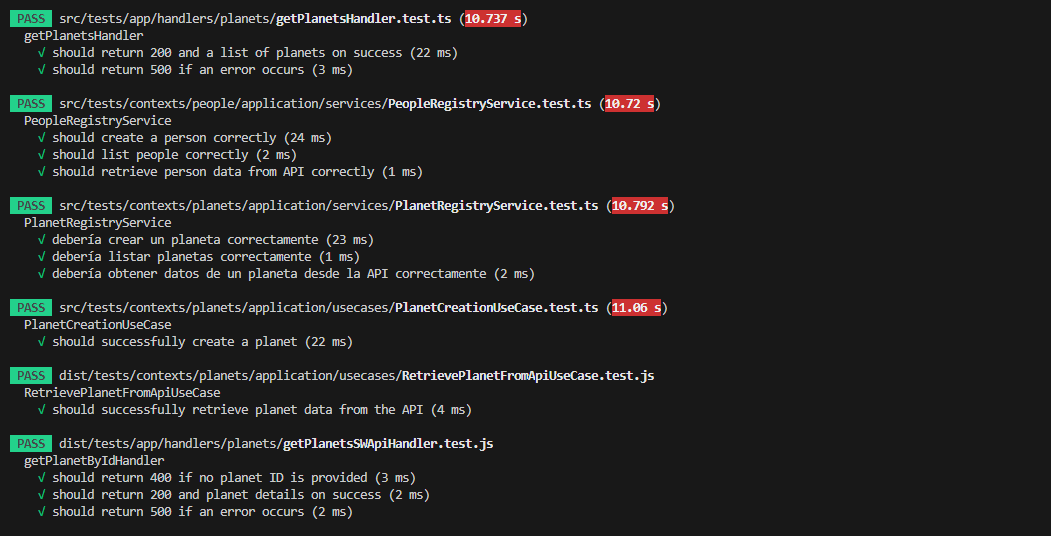 PASS src/tests/app/handlers/planets/getPlanetsHandler.test.ts (10.737 s)
getPlanetsHandler
√ should return 200 and a list of planets on success (22 ms)
√ should return 500 if an error occurs (3 ms)
PASS src/tests/contexts/people/application/services/PeopleRegistryService.test.ts (10.72 s)
PeopleRegistryService
√ should create a person correctly (24 ms)
√ should list people correctly (2 ms)
√ should retrieve person data from API correctly (1 ms)
PASS src/tests/contexts/planets/application/services/PlanetRegistryService.test.ts (10.792 s)
PlanetRegistryService
√ debería crear un planeta correctamente (23 ms)
√ debería listar planetas correctamente (1 ms)
√ debería obtener datos de un planeta desde la API correctamente (2 ms)
PASS src/tests/contexts/planets/application/usecases/PlanetCreationUseCase.test.ts (11.06 s)
PlanetCreationUseCase
√ should successfully create a planet (22 ms)
PASS dist/tests/contexts/planets/application/usecases/RetrievePlanetFromApiUseCase.test.js
RetrievePlanetFromApiUseCase
√ should successfully retrieve planet data from the API (4 ms)
PASS dist/tests/app/handlers/planets/getPlanetsSWApiHandler.test.js
getPlanetByIdHandler
√ should return 400 if no planet ID is provided (3 ms)
√ should return 200 and planet details on success (2 ms)
√ should return 500 if an error occurs (2 ms)